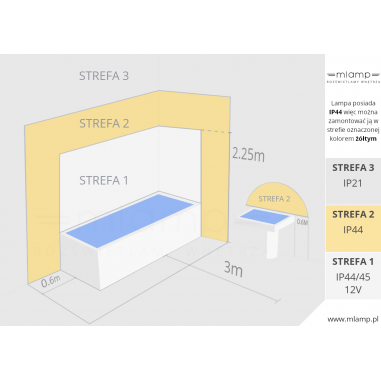 STREFA 3
STREFA 2
STREFA 1
2.25m
STREFA 2
0.6M
0.6m
3m
mlamp
mlamp
ROZŚWIETLAMY WNĘTRZA
Lampa posiada
IP44 więc można
zamontować ją w
strefie oznaczonej
kolorem żółtym
STREFA 3
IP21
STREFA 2
IP44
STREFA 1
IP44/45
12V
www.mlamp.pl